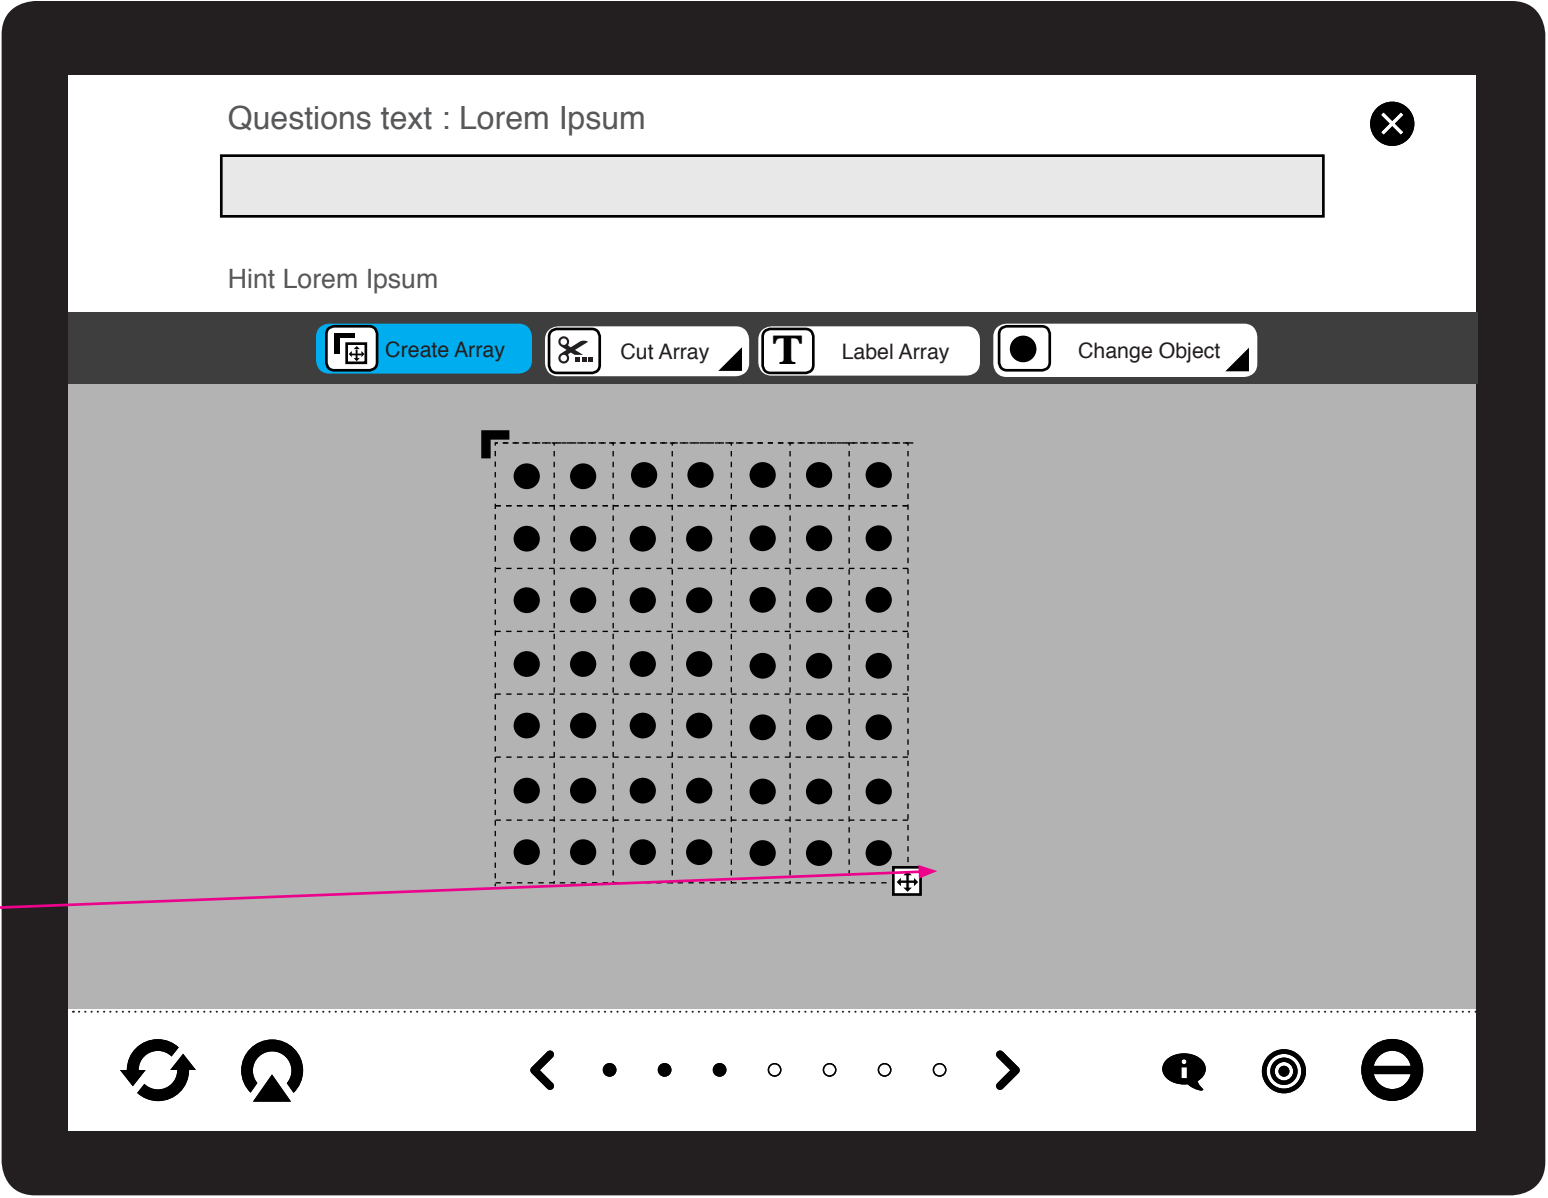 Questions text : Lorem Ipsum
Hint Lorem Ipsum
Create Array
Cut Array
T Label Array
Change Object
i